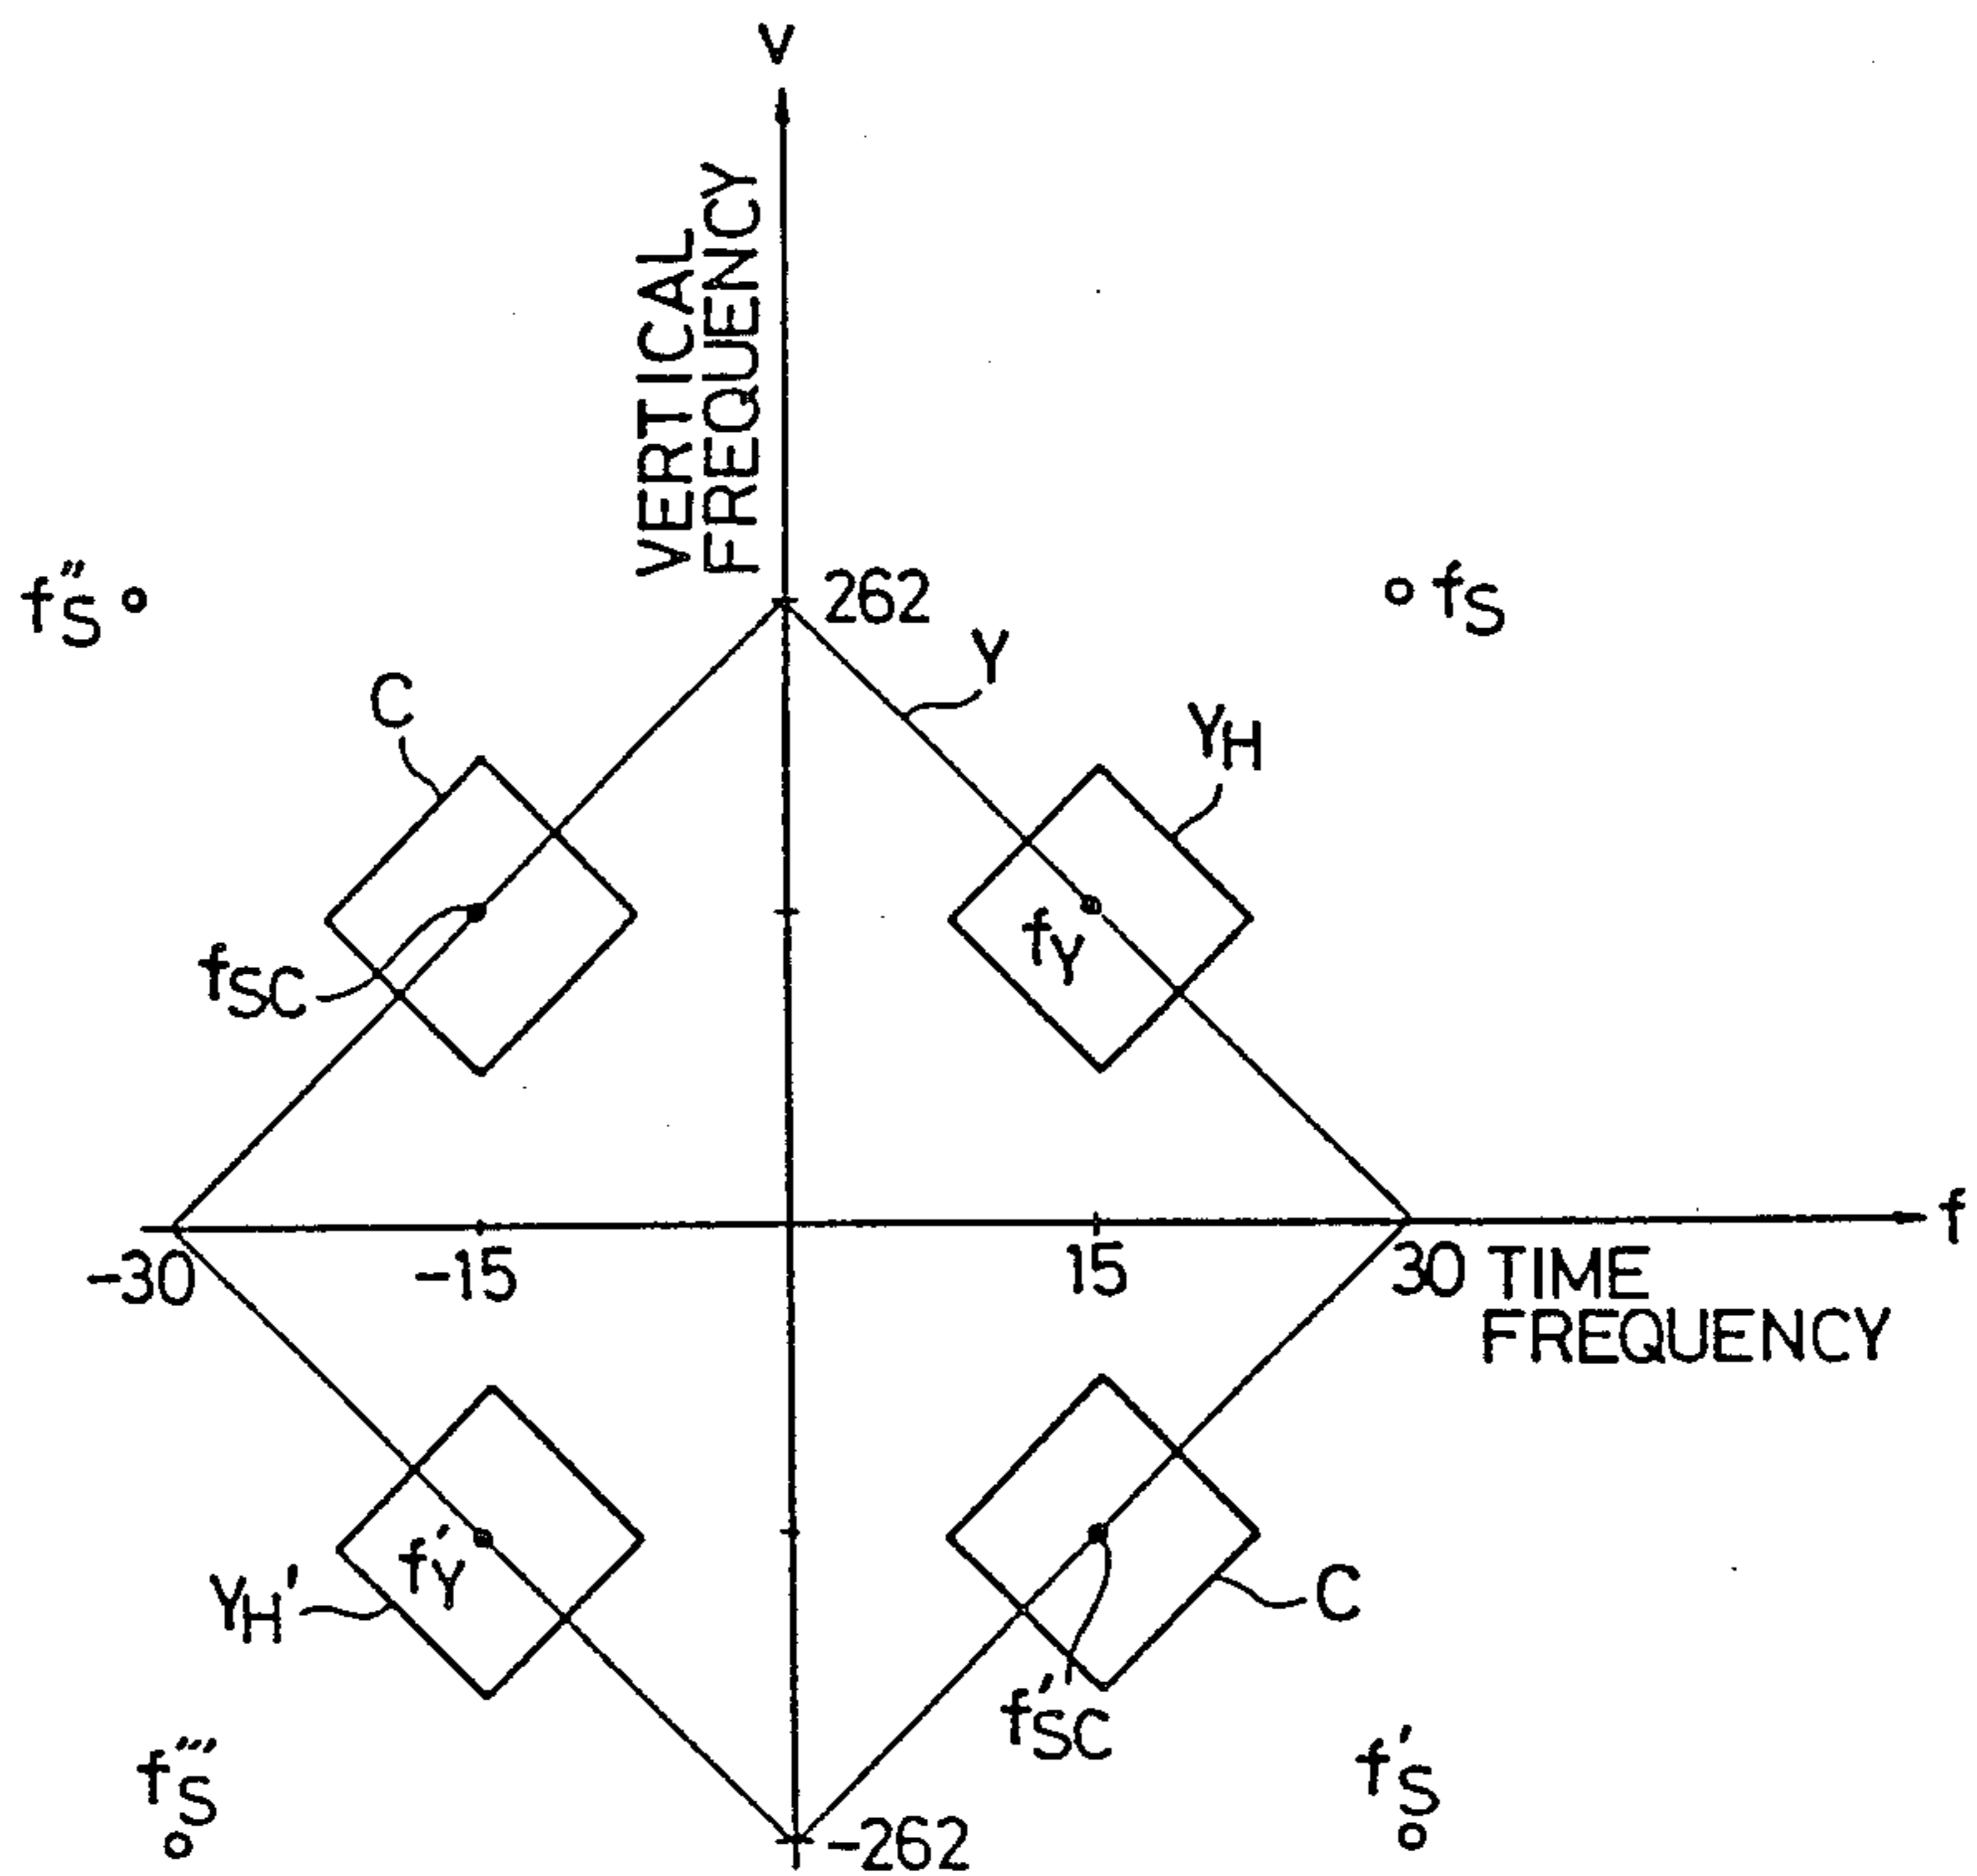 V
VERTICAL
FREQUENCY
f''S
262
fS
Y
C
YH
fSC
fY
f
-30
-15
15
30 TIME
FREQUENCY
f'Y
YH'
C
f'SC
f'''S
f'S
-262